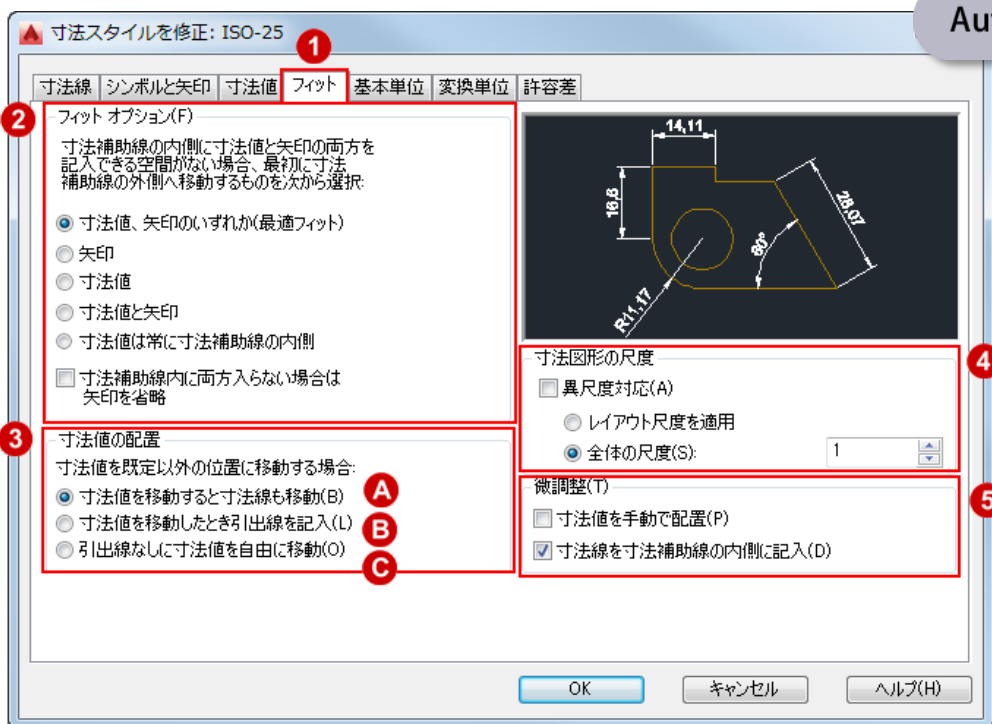 寸法スタイルを修正: ISO-25
Au
1
寸法線 シンボルと矢印 寸法値 フィット 基本単位 変換単位 許容差
2
フィット オプション(F)
寸法補助線の内側に寸法値と矢印の両方を
記入できる空間がない場合、最初に寸法
補助線の外側へ移動するものを次から選択:
寸法値、矢印のいずれか(最適フィット)
矢印
寸法値
寸法値と矢印
寸法値は常に寸法補助線の内側
寸法補助線内に両方入らない場合は
矢印を省略
3
寸法値の配置
寸法値を既定以外の位置に移動する場合:
寸法値を移動すると寸法線も移動(B)
A
寸法値を移動したとき引出線を記入(L)
B
引出線なしに寸法値を自由に移動(O)
C
14,11
16,6
28,07
60°
R11,17
寸法図形の尺度
4
異尺度対応(A)
レイアウト尺度を適用
全体の尺度(S):
1
微調整(T)
5
寸法値を手動で配置(P)
寸法線を寸法補助線の内側に記入(D)
OK
キャンセル
ヘルプ(H)